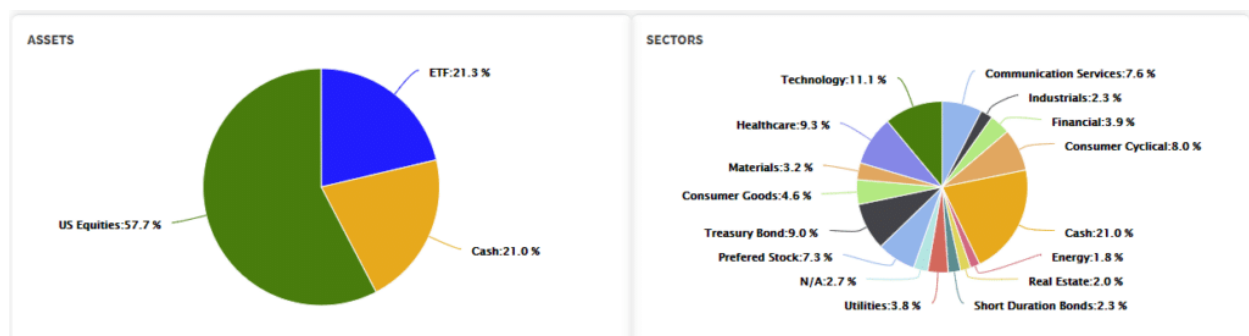 ASSETS
ETF:21.3 %
US Equities:57.7 %
Cash:21.0 %
SECTORS
Technology:11.1 %
Communication Services:7.6 %
Industrials:2.3 %
Healthcare:9.3 %
Financial:3.9 %
Consumer Cyclical:8.0 %
Materials:3.2 %
Consumer Goods:4.6 %
Treasury Bond:9.0 %
Cash:21.0 %
Prefered Stock:7.3 %
Energy:1.8 %
N/A:2.7 %
Real Estate:2.0 %
Utilities:3.8 %
Short Duration Bonds:2.3 %